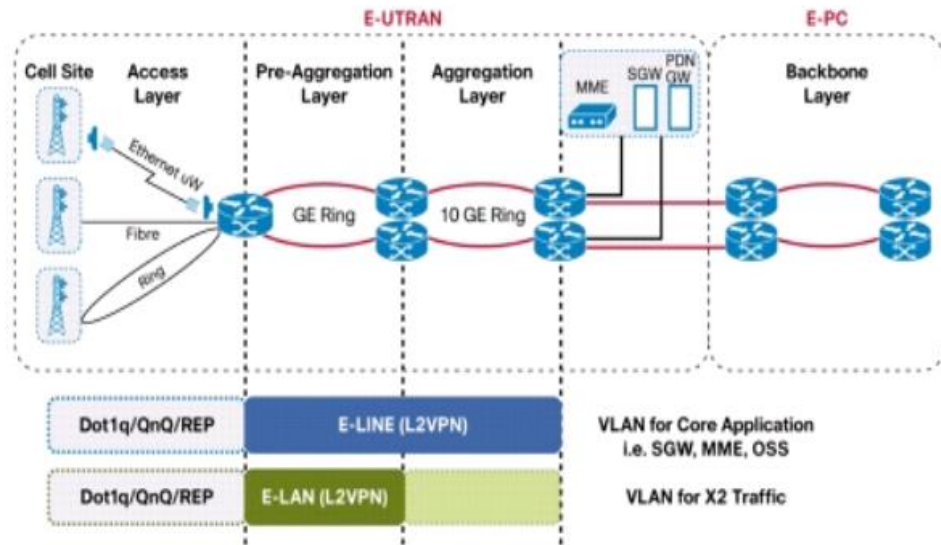 E-UTRAN
E-PC
Cell Site
Access
Layer
Pre-Aggregation
Layer
Aggregation
Layer
MME
SGW
PDN
GW
Backbone
Layer
Ethernet uW
GE Ring
10 GE Ring
Fibre
Ring
Dot1q/QnQ/REP
E-LINE (L2VPN)
VLAN for Core Application
i.e. SGW, MME, OSS
Dot1q/QnQ/REP
E-LAN (L2VPN)
VLAN for X2 Traffic